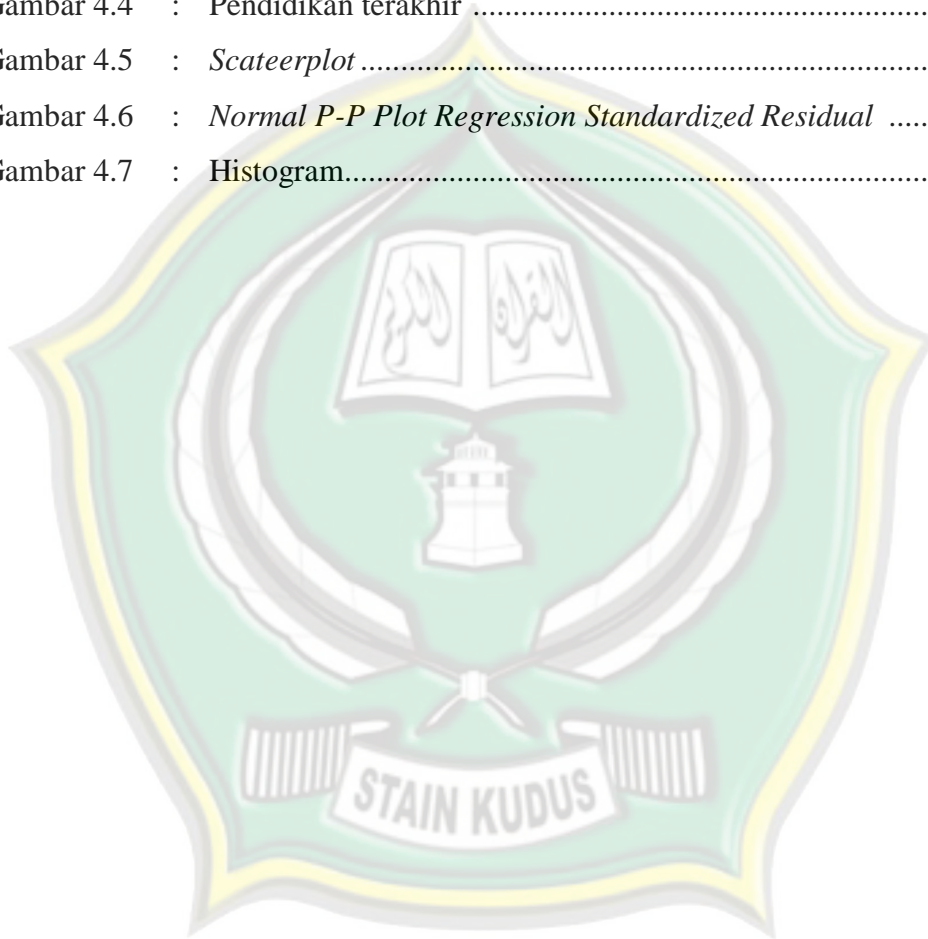 Gambar 4.4 : Pendidikan terakhir ...........................................................
Gambar 4.5 : Scateerplot .........................................................................
Gambar 4.6 : Normal P-P Plot Regression Standardized Residual .....
Gambar 4.7 : Histogram...........................................................................
STAIN KUDUS